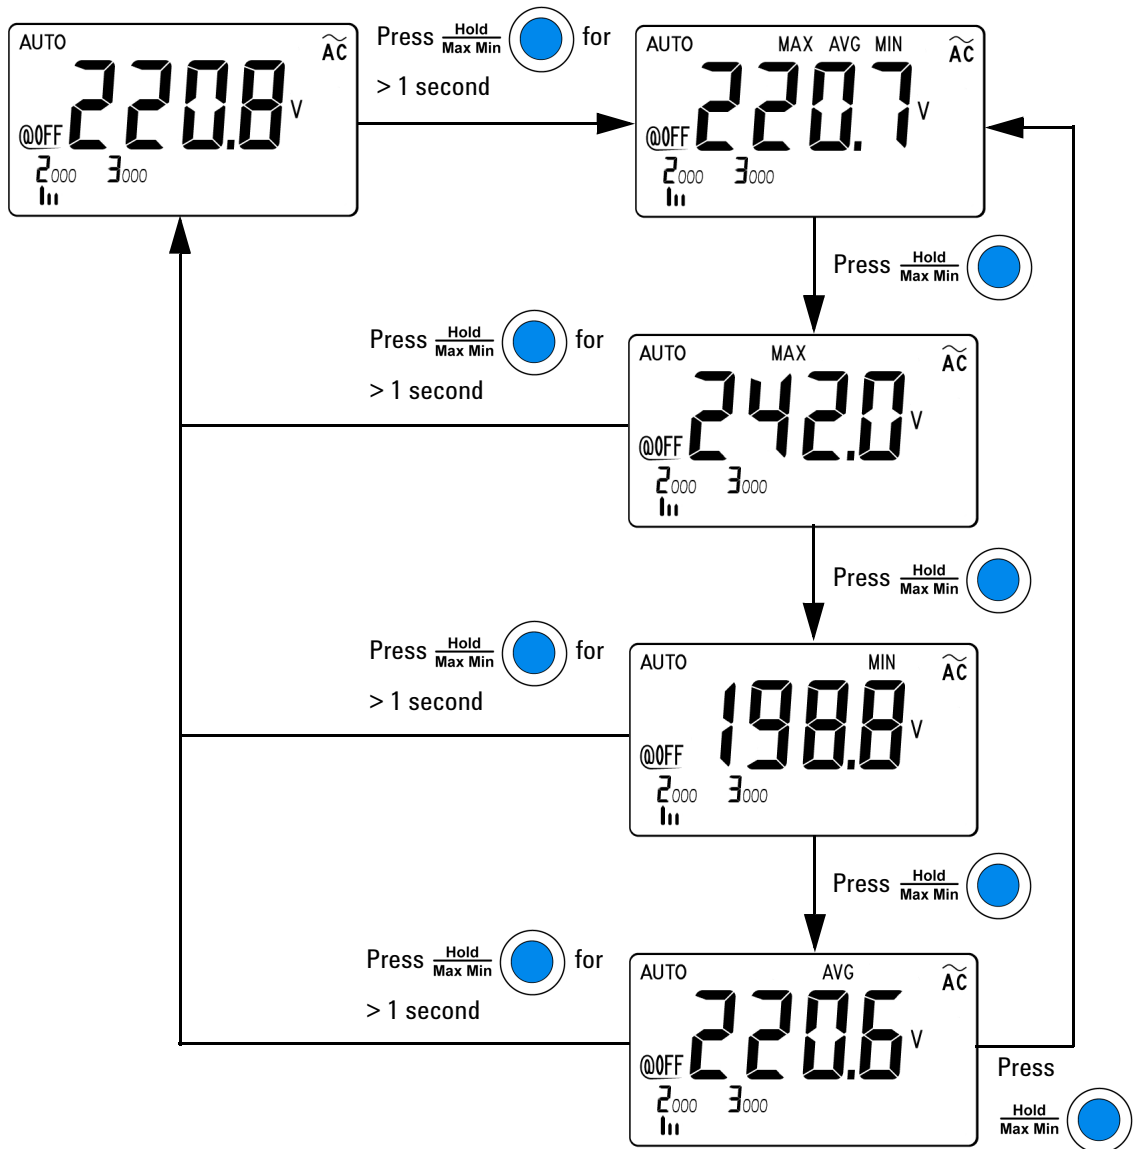 AUTO
AC
220.8 V
@OFF
2000 3000
Press Hold
Max Min for
> 1 second
AUTO MAX AVG MIN AC
220.7 V
@OFF
2000 3000
Press Hold
Max Min
Press Hold
Max Min for
> 1 second
AUTO MAX AC
242.0 V
@OFF
2000 3000
Press Hold
Max Min
Press Hold
Max Min for
> 1 second
AUTO MIN AC
198.8 V
@OFF
2000 3000
Press Hold
Max Min
Press Hold
Max Min for
> 1 second
AUTO AVG AC
220.6 V
@OFF
2000 3000
Press
Hold
Max Min